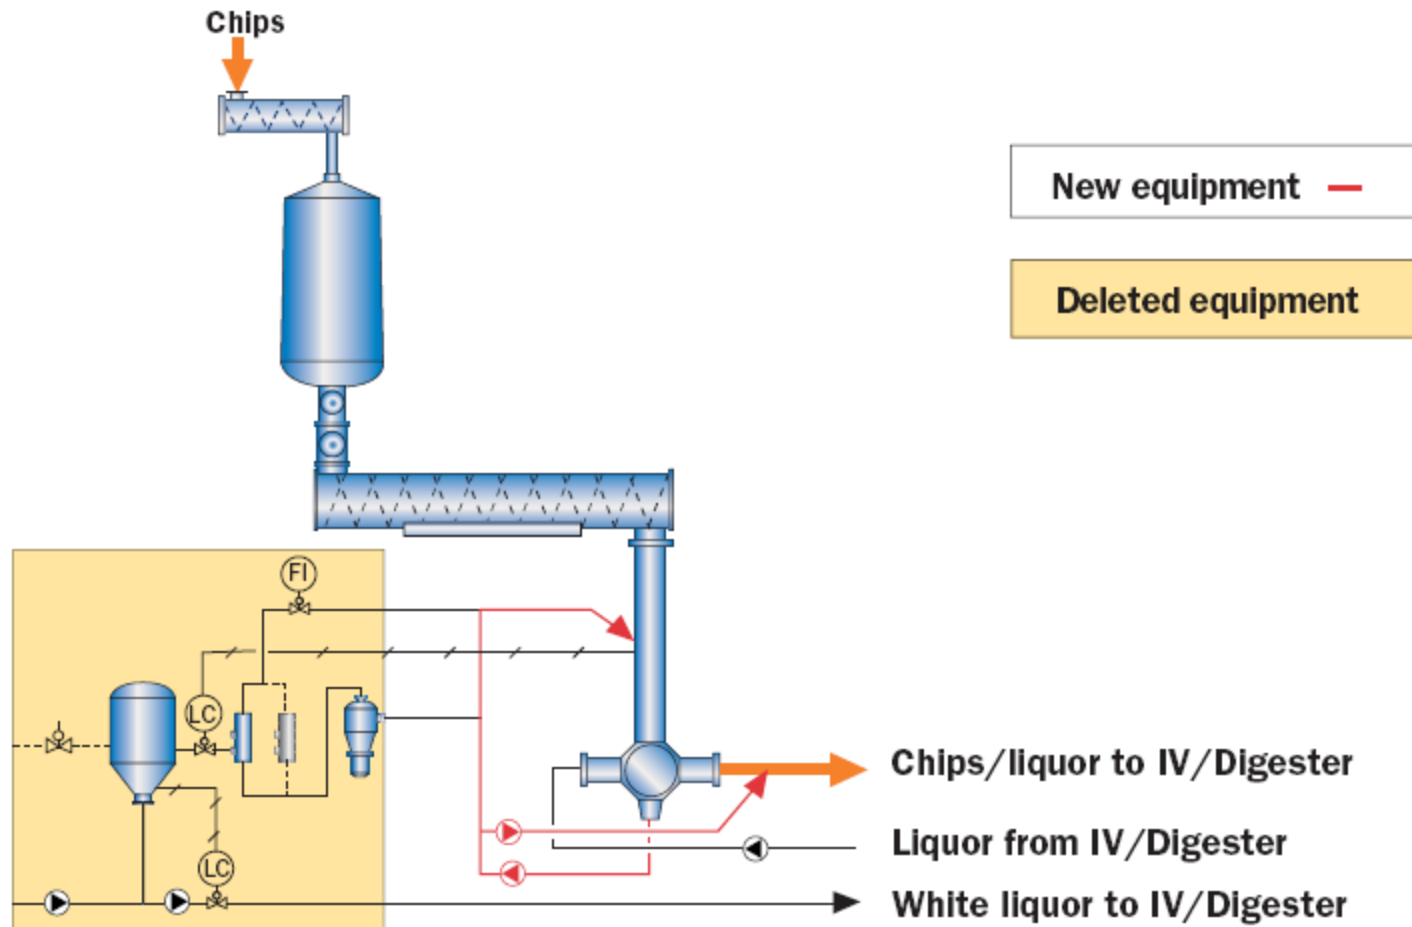 Chips
New equipment
Deleted equipment
FI
LC
LC
Chips/liquor to IV/Digester
Liquor from IV/Digester
White liquor to IV/Digester